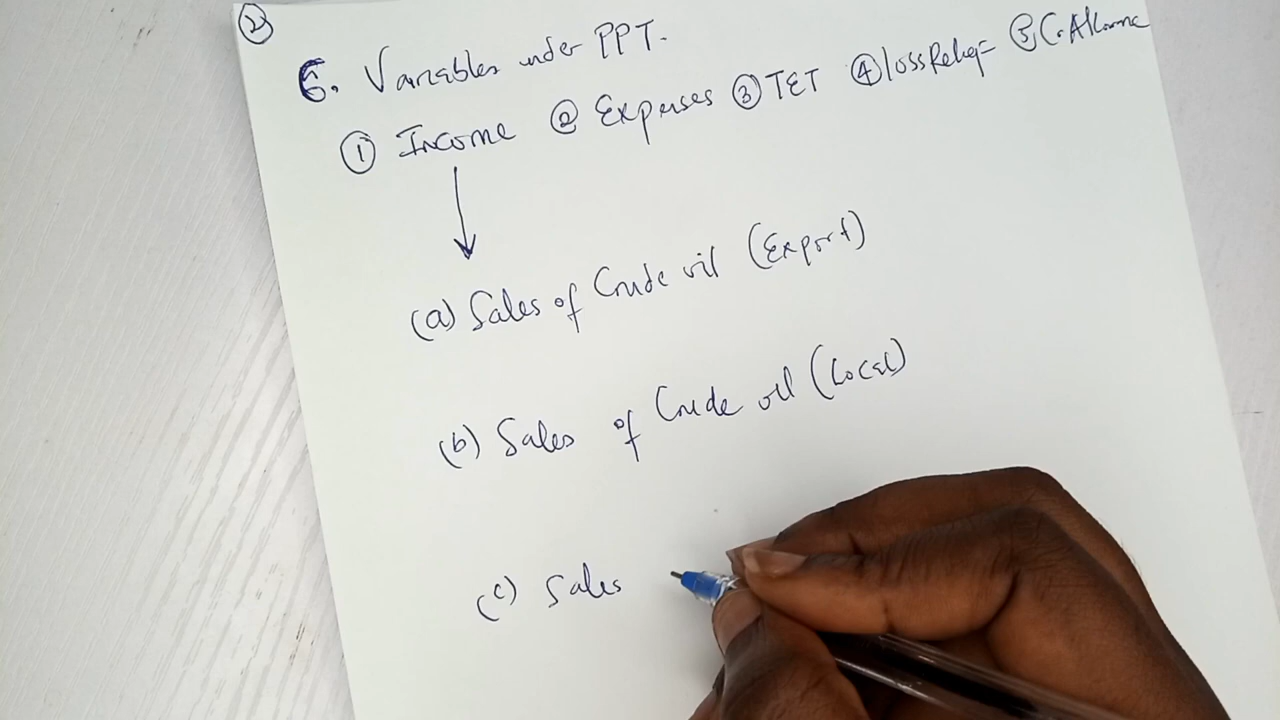 2
6. Variables under PPT.
① Income ② Expenses ③ TET ④ loss Relief ⑤ C. Allowance
(a) Sales of Crude oil (Export)
(b) Sales of Crude oil (Local)
(c) Sales